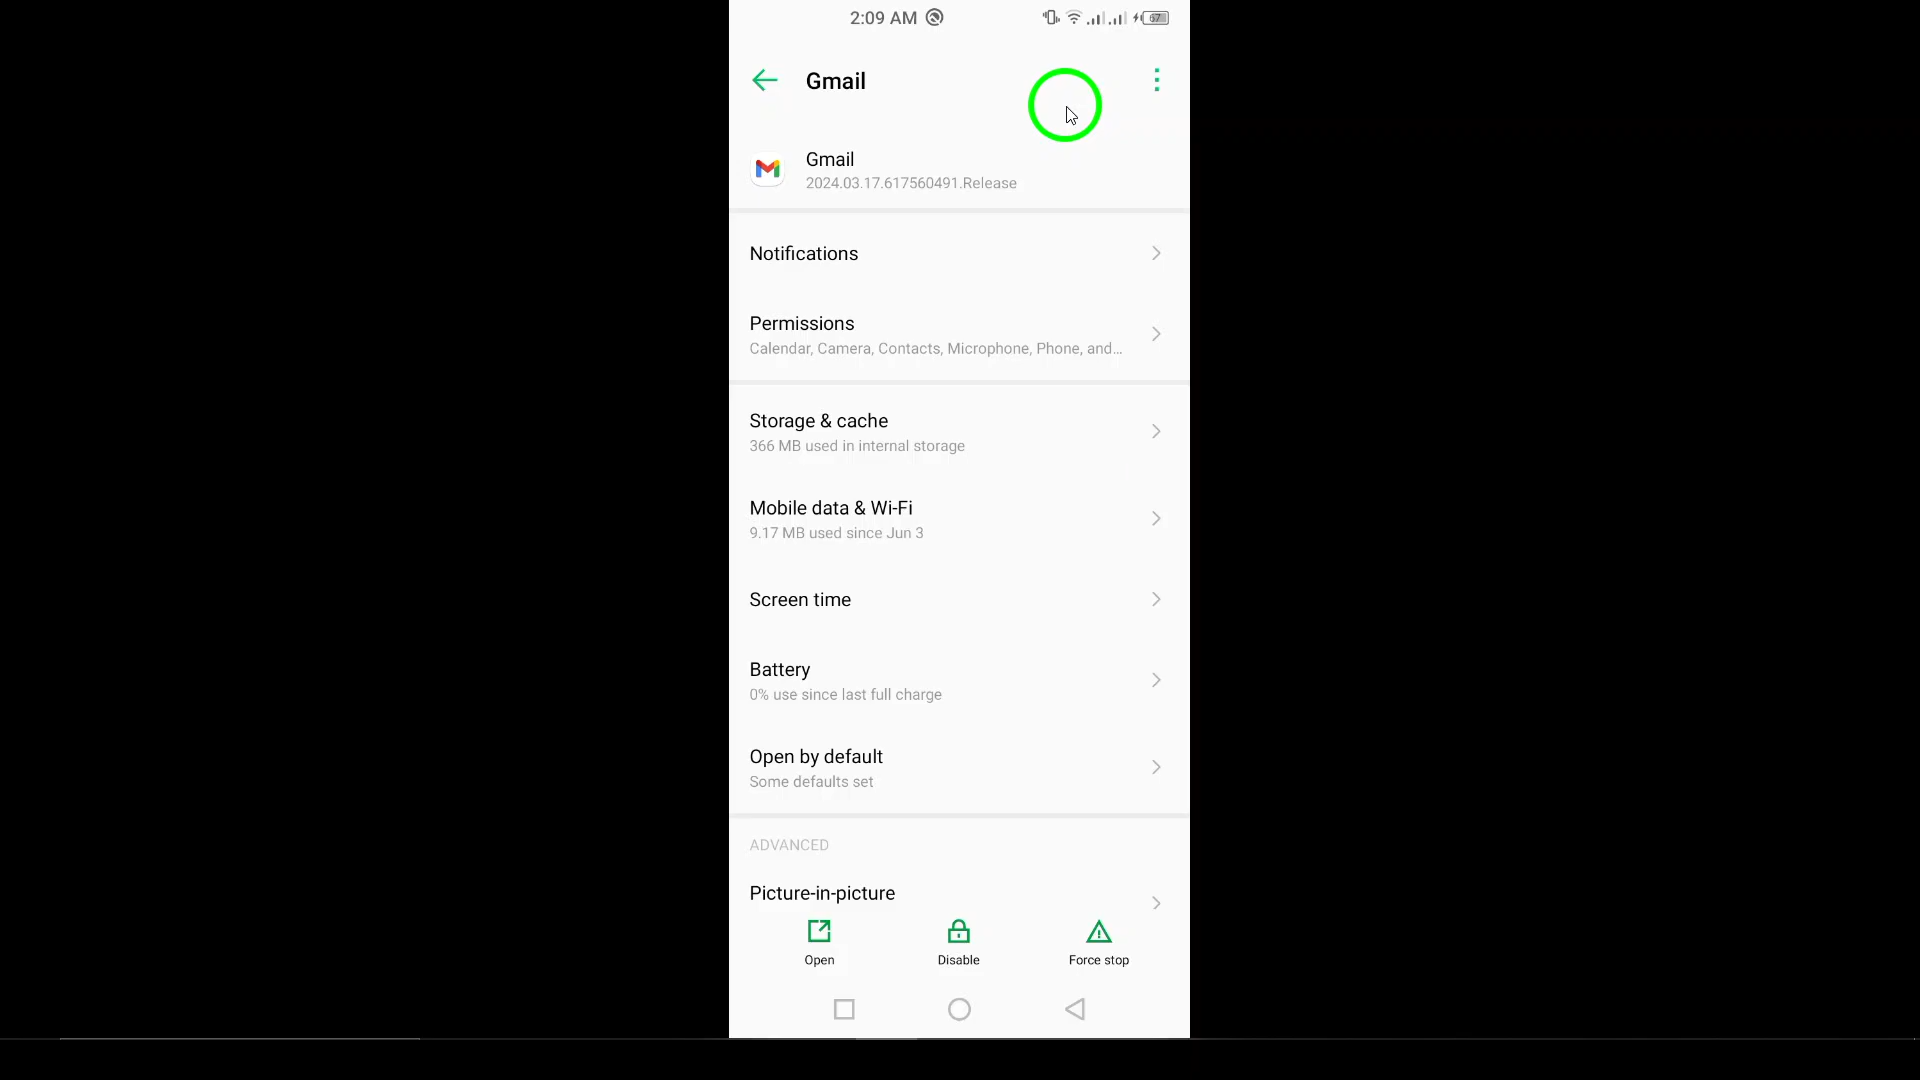 2:09 AM
67
Gmail
Gmail
2024.03.17.617560491.Release
Notifications
Permissions
Calendar, Camera, Contacts, Microphone, Phone, and...
Storage & cache
366 MB used in internal storage
Mobile data & Wi-Fi
9.17 MB used since Jun 3
Screen time
Battery
0% use since last full charge
Open by default
Some defaults set
ADVANCED
Picture-in-picture
Open
Disable
Force stop